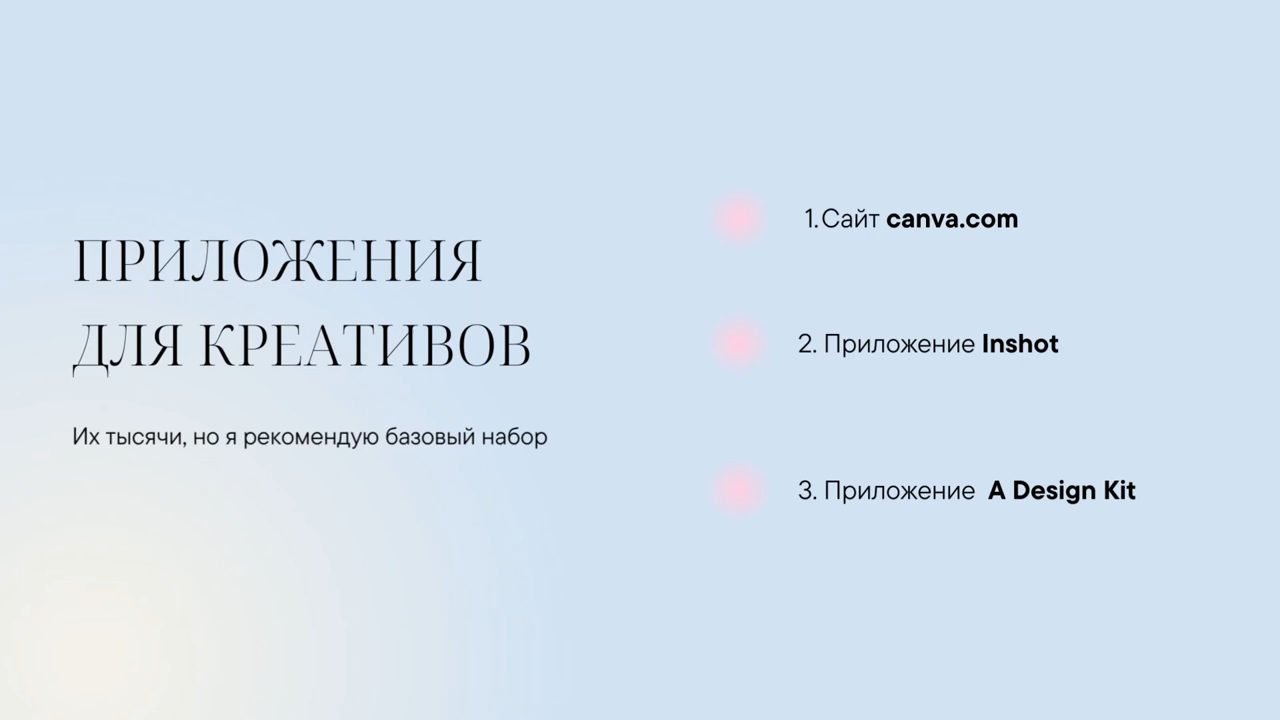 ПРИЛОЖЕНИЯ
ДЛЯ КРЕАТИВОВ
Их тысячи, но я рекомендую базовый набор
1. Сайт canva.com
2. Приложение Inshot
3. Приложение A Design Kit